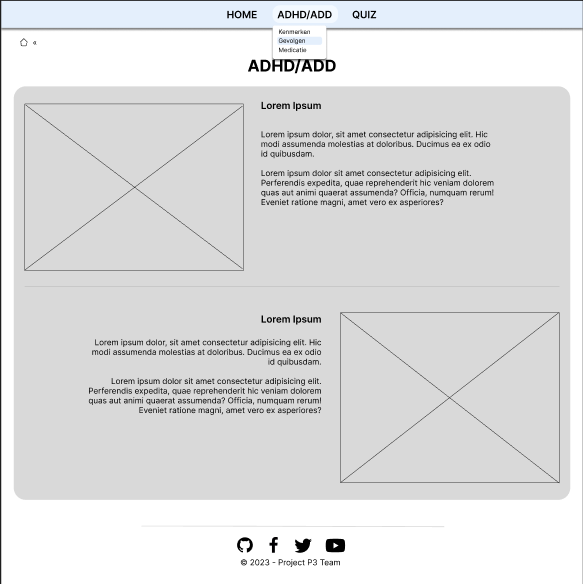 HOME ADHD/ADD QUIZ
Kenmerken
Gevolgen
Medicatie
«
ADHD/ADD
Lorem Ipsum
Lorem ipsum dolor, sit amet consectetur adipisicing elit. Hic
modi assumenda molestias at doloribus. Ducimus ea ex odio
id quibusdam.
Lorem ipsum dolor sit amet consectetur adipisicing elit.
Perferendis expedita, quae reprehenderit hic veniam dolorem
quas aut animi quaerat assumenda? Officia, numquam rerum!
Eveniet ratione magni, amet vero ex asperiores?
Lorem Ipsum
Lorem ipsum dolor, sit amet consectetur adipisicing elit. Hic
modi assumenda molestias at doloribus. Ducimus ea ex odio
id quibusdam.
Lorem ipsum dolor sit amet consectetur adipisicing elit.
Perferendis expedita, quae reprehenderit hic veniam dolorem
quas aut animi quaerat assumenda? Officia, numquam rerum!
Eveniet ratione magni, amet vero ex asperiores?
© 2023 - Project P3 Team